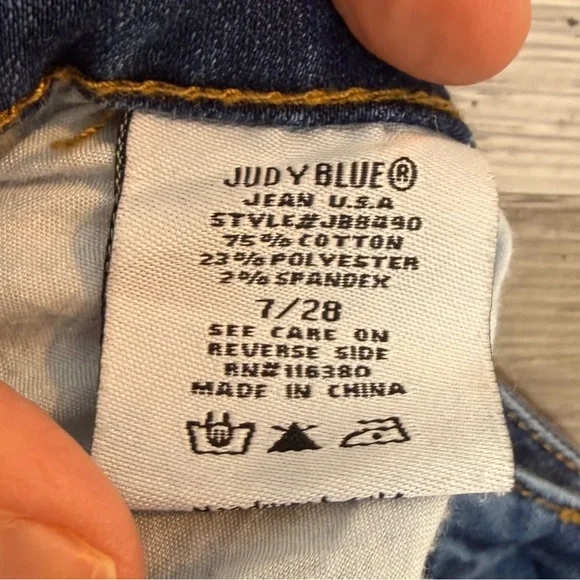 JUDY BLUE®
JEAN U.S.A
STYLE#JB8490
75% COTTON
23% POLYESTER
2% SPANDEX
7/28
SEE CARE ON
REVERSE SIDE
RN#116380
MADE IN CHINA